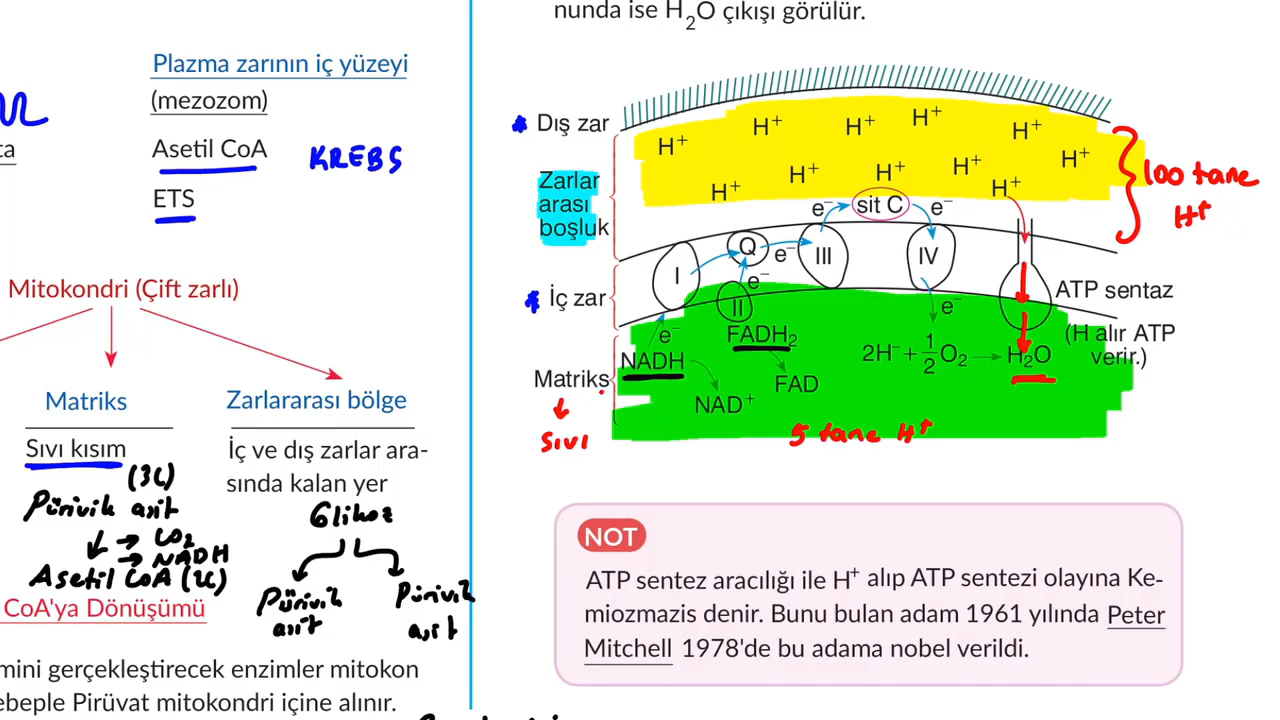 Plazma zarının iç yüzeyi
(mezozom)
ta
Asetil CoA
KREBS
ETS
Mitokondri (Çift zarlı)
Matriks
Sıvı kısım
(3C)
Pürivik asit
→ CO2
→ NADH
Asetil CoA (2C)
CoA'ya Dönüşümü
Zarlararası bölge
İç ve dış zarlar ara-
sında kalan yer
Glikoz
Pürivik asit
Pürivik asit
mini gerçekleştirecek enzimler mitokon
ebeple Pirüvat mitokondri içine alınır.
nunda ise H2O çıkışı görülür.
* Dış zar
H+ H+ H+ H+ H+
H+ H+ H+ H+ H+ H+
Zarlar
arası
boşluk
100 tane
H+
e− sit C e−
I Q e− III IV
* İç zar
e−
II
e−
e−
ATP sentaz
(H alır ATP
verir.)
FADH2
NADH
2H− + 1/2 O2 → H2O
Matriks
FAD
NAD+
↓
SIVI
5 tane H+
NOT
ATP sentez aracılığı ile H+ alıp ATP sentezi olayına Ke-
miozmazis denir. Bunu bulan adam 1961 yılında Peter
Mitchell 1978'de bu adama nobel verildi.